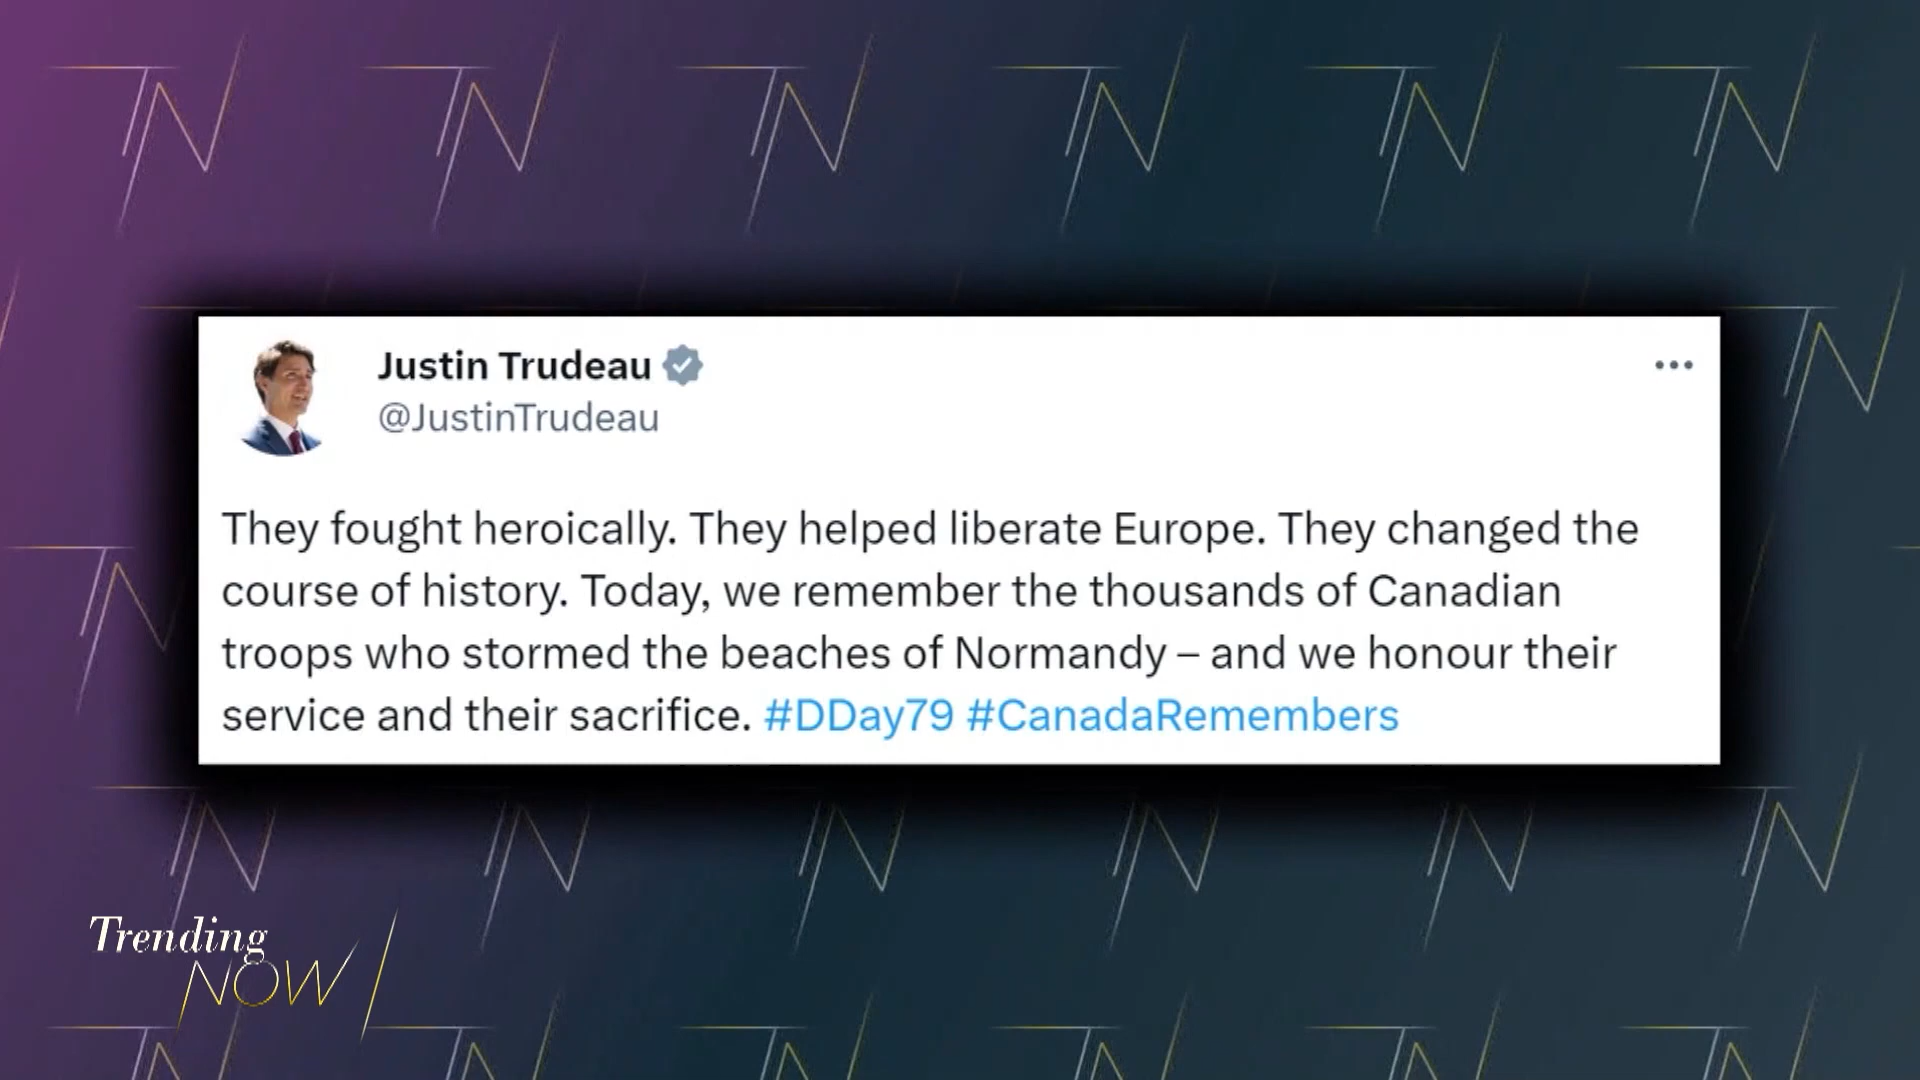 Justin Trudeau
@JustinTrudeau
They fought heroically. They helped liberate Europe. They changed the
course of history. Today, we remember the thousands of Canadian
troops who stormed the beaches of Normandy – and we honour their
service and their sacrifice. #DDay79 #CanadaRemembers
Trending
NOW